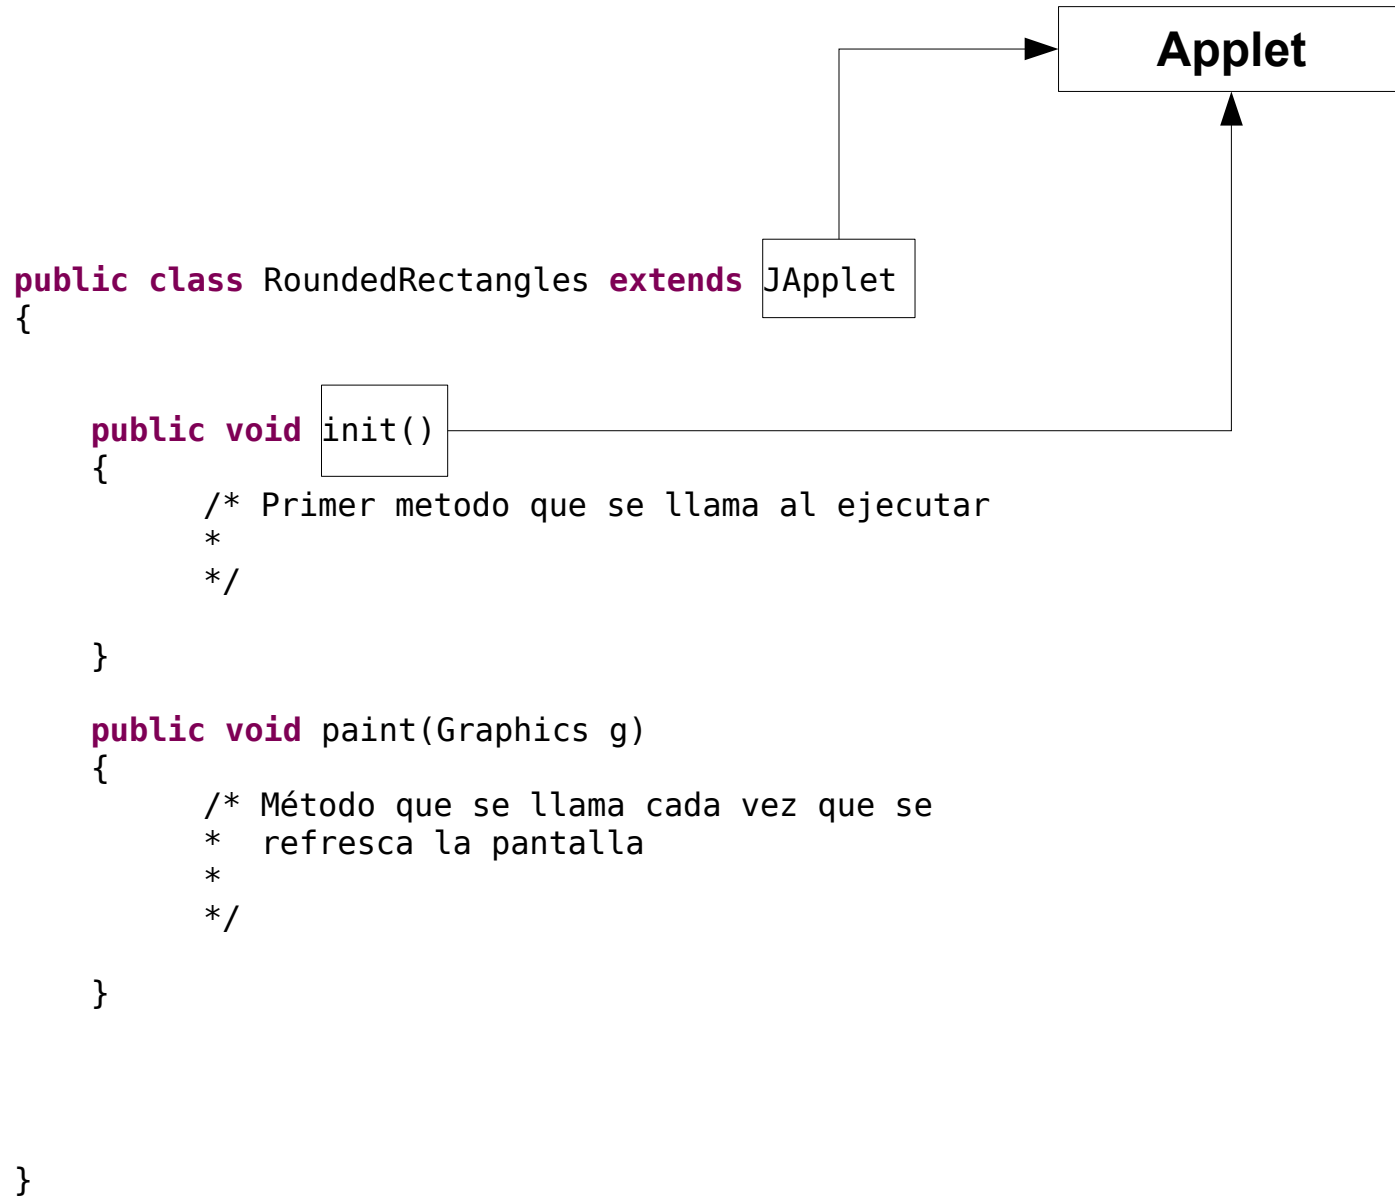 Applet
public class RoundedRectangles extends JApplet
{
public void init()
{
/* Primer metodo que se llama al ejecutar
*
*/
}
public void paint(Graphics g)
{
/* Método que se llama cada vez que se
* refresca la pantalla
*
*/
}
}